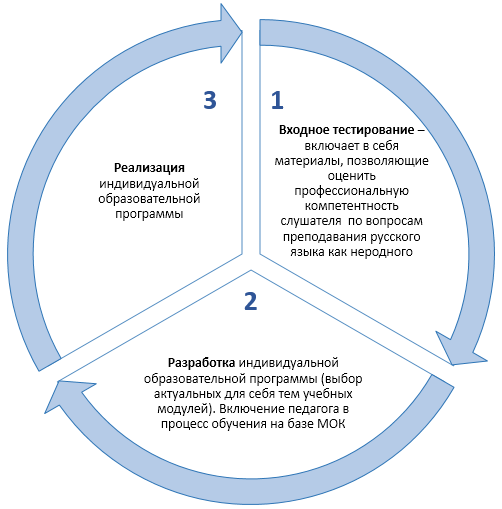 1
Входное тестирование –
включает в себя
материалы, позволяющие
оценить
профессиональную
компетентность
слушателя по вопросам
преподавания русского
языка как неродного
2
Разработка индивидуальной
образовательной программы (выбор
актуальных для себя тем учебных
модулей). Включение педагога в
процесс обучения на базе МОК
3
Реализация
индивидуальной
образовательной
программы